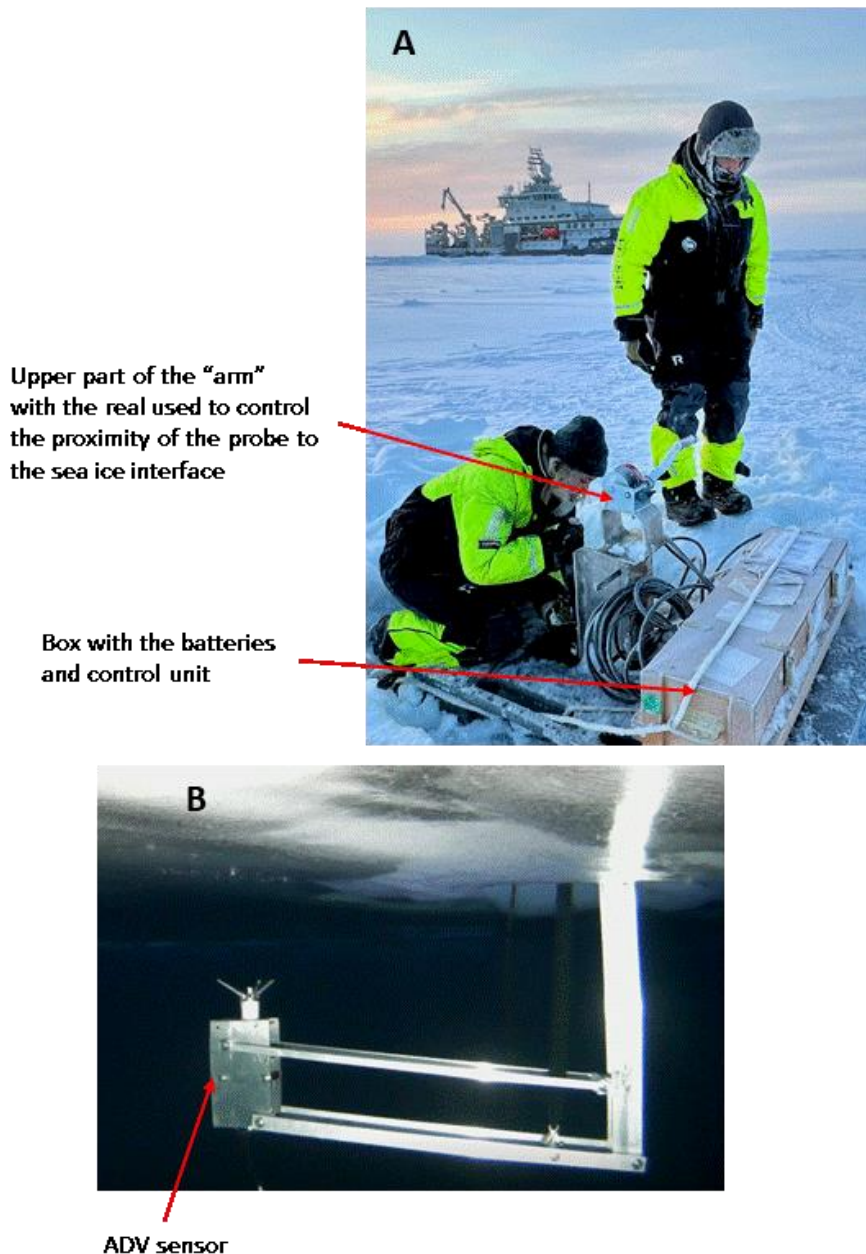 A
Upper part of the “arm”
with the real used to control
the proximity of the probe to
the sea ice interface
Box with the batteries
and control unit
B
ADV sensor